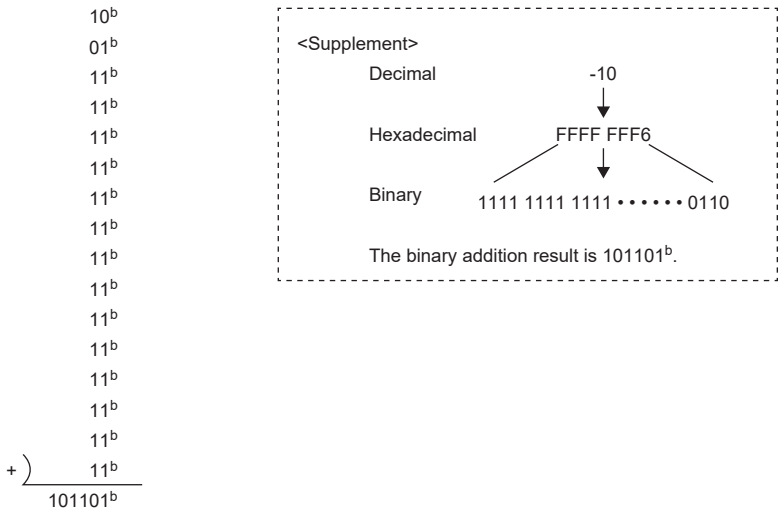 10ᵇ
01ᵇ
11ᵇ
11ᵇ
11ᵇ
11ᵇ
11ᵇ
11ᵇ
11ᵇ
11ᵇ
11ᵇ
11ᵇ
11ᵇ
11ᵇ
11ᵇ
+) 11ᵇ
101101ᵇ
<Supplement>
Decimal -10
Hexadecimal FFFF FFF6
Binary 1111 1111 1111 • • • • • • 0110
The binary addition result is 101101ᵇ.